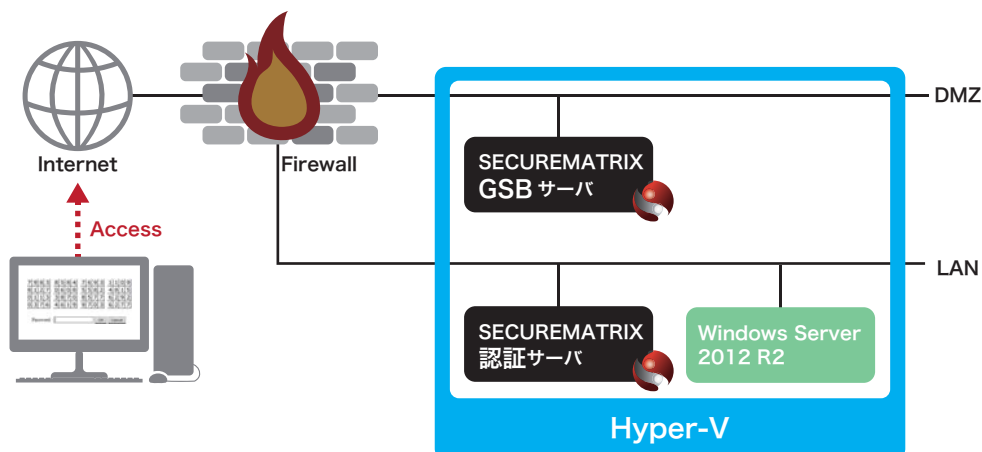 DMZ
Internet
Firewall
SECUREMATRIX
GSB サーバ
Access
LAN
Password
SECUREMATRIX
認証サーバ
Windows Server
2012 R2
Hyper-V